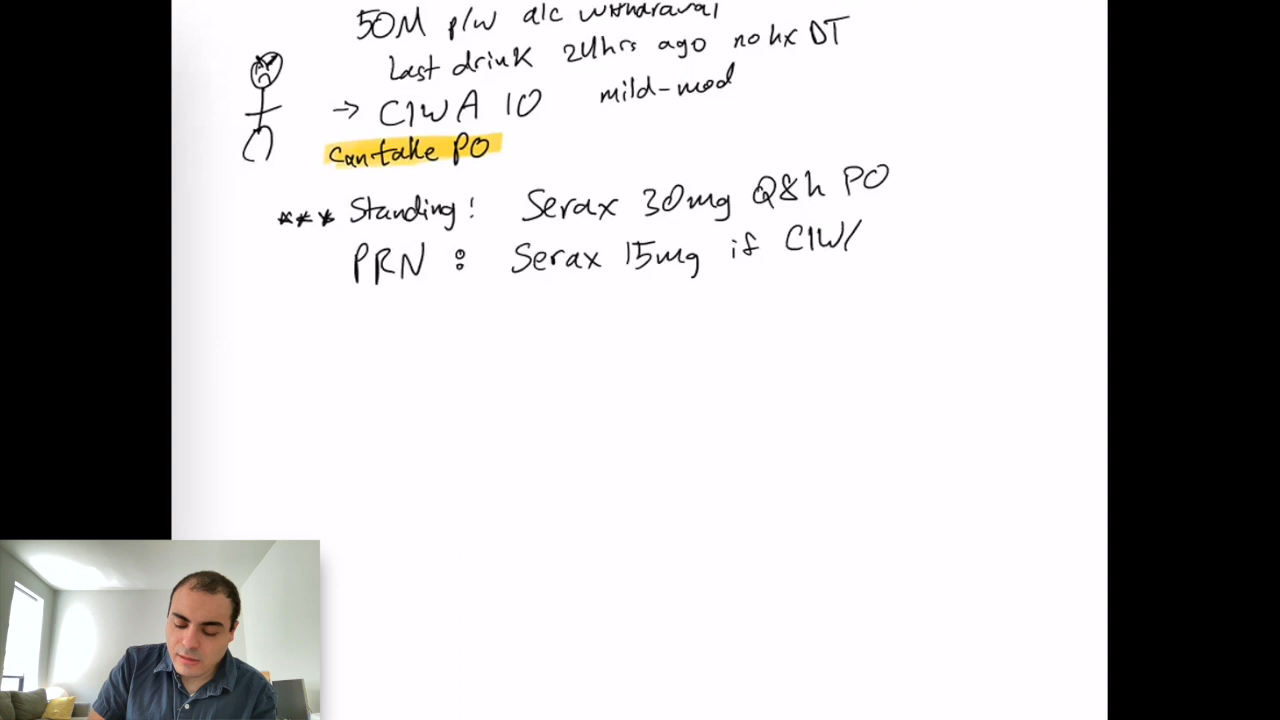 50M p/w alc withdrawal
Last drink 24hrs ago no hx DT
→ CIWA 10 mild-mod
Can take PO
*** Standing: Serax 30mg Q8h PO
PRN: Serax 15mg if CIW/